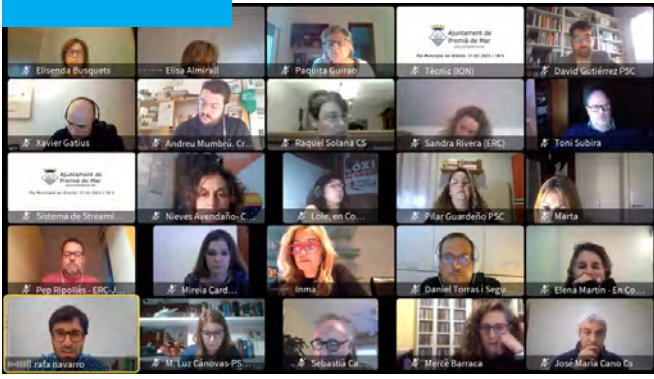 Elisenda Busquets
Elisa Almirall
Paquita Guirao
Ajuntament de
Premià de Mar
Tècnic (ION)
David Gutiérrez PSC
Xavier Gatius
Andreu Mumbrú. Cr...
Raquel Solana CS
Sandra Rivera (ERC)
Toni Subira
Ajuntament de
Premià de Mar
Sistema de Streami...
Nieves Avendaño- C...
Lole, en Co...
Pilar Guardeño PSC
Marta
Pep Ripollès - ERC-J...
Mireia Card...
Inma
Daniel Torras i Segu...
Elena Martín - En Co...
rafa navarro
M. Luz Cánovas-PS...
Sebastià Ca...
Mercè Barraca
José María Cano Cs